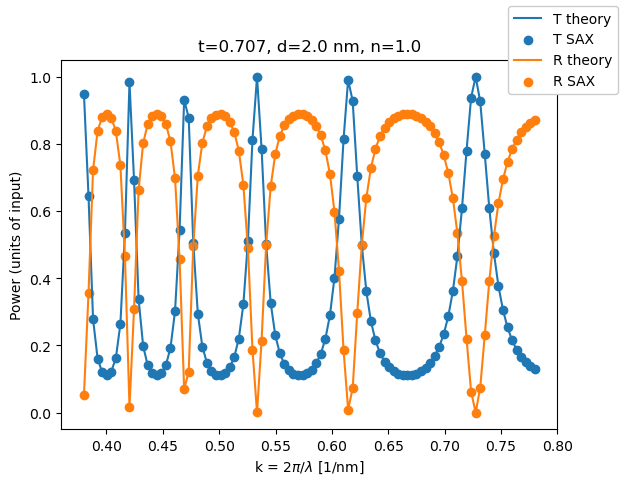 t=0.707, d=2.0 nm, n=1.0
T theory
T SAX
R theory
R SAX
Power (units of input)
1.0
0.8
0.6
0.4
0.2
0.0
0.40 0.45 0.50 0.55 0.60 0.65 0.70 0.75 0.80
k = 2π/λ [1/nm]